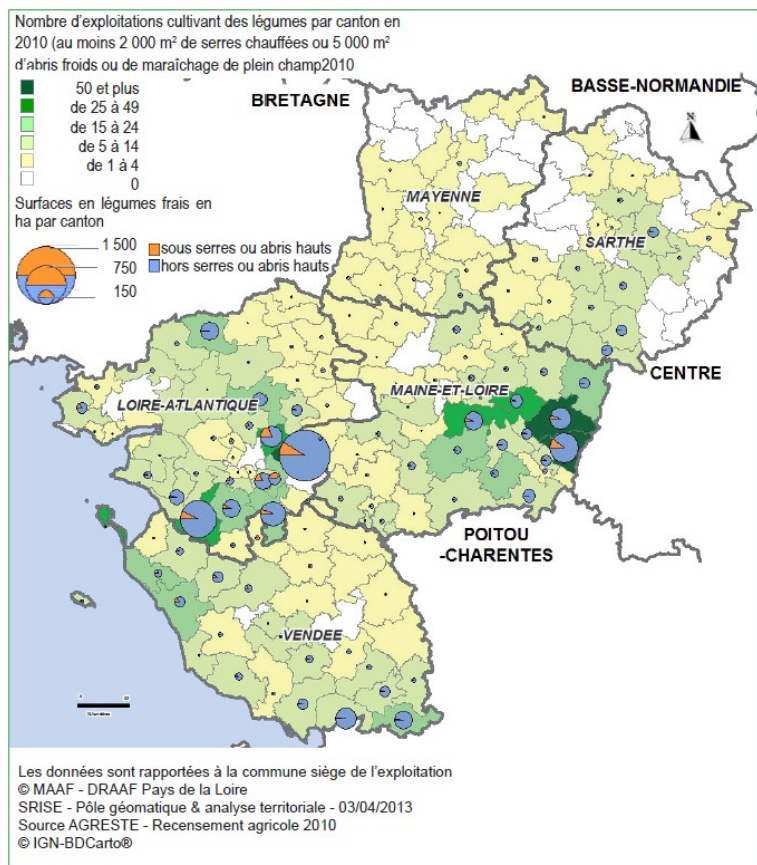 Nombre d'exploitations cultivant des légumes par canton en
2010 (au moins 2 000 m² de serres chauffées ou 5 000 m²
d'abris froids ou de maraîchage de plein champ2010
50 et plus
de 25 à 49
de 15 à 24
de 5 à 14
de 1 à 4
0
Surfaces en légumes frais en
ha par canton
1 500
750
150
sous serres ou abris hauts
hors serres ou abris hauts
BRETAGNE
BASSE-NORMANDIE
N
MAYENNE
SARTHE
CENTRE
LOIRE-ATLANTIQUE
MAINE-ET-LOIRE
POITOU
-CHARENTES
VENDEE
Les données sont rapportées à la commune siège de l'exploitation
© MAAF - DRAAF Pays de la Loire
SRISE - Pôle géomatique & analyse territoriale - 03/04/2013
Source AGRESTE - Recensement agricole 2010
© IGN-BDCarto®